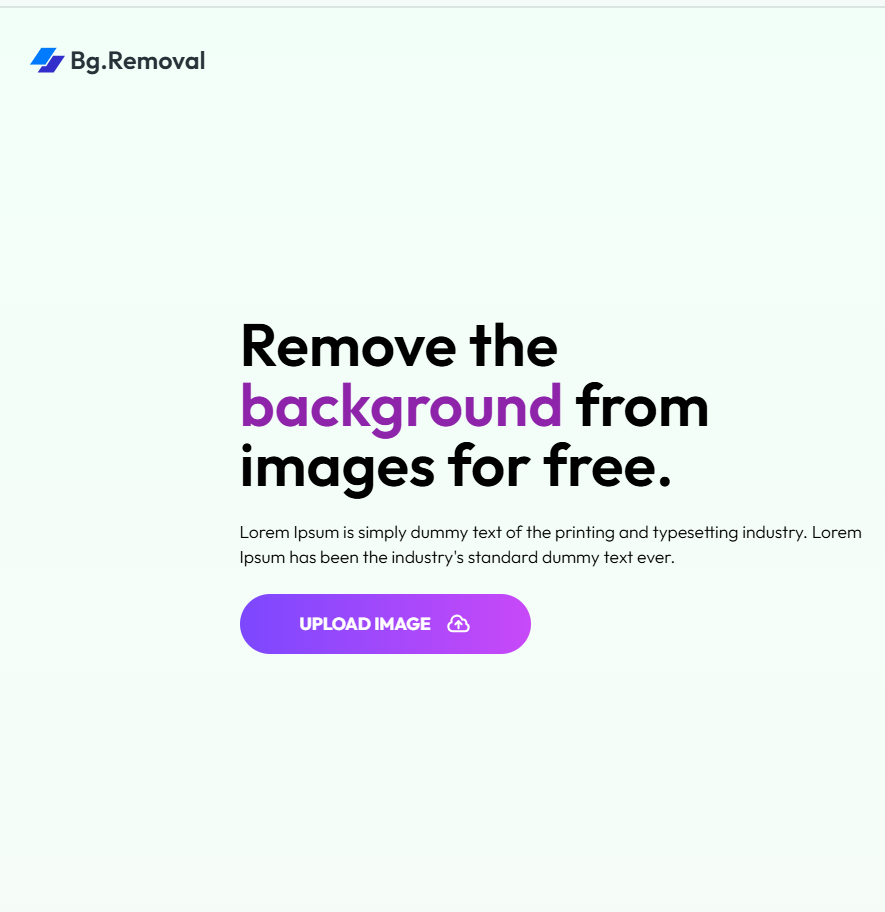 Bg.Removal
Remove the
background from
images for free.
Lorem Ipsum is simply dummy text of the printing and typesetting industry. Lorem
Ipsum has been the industry's standard dummy text ever.
UPLOAD IMAGE